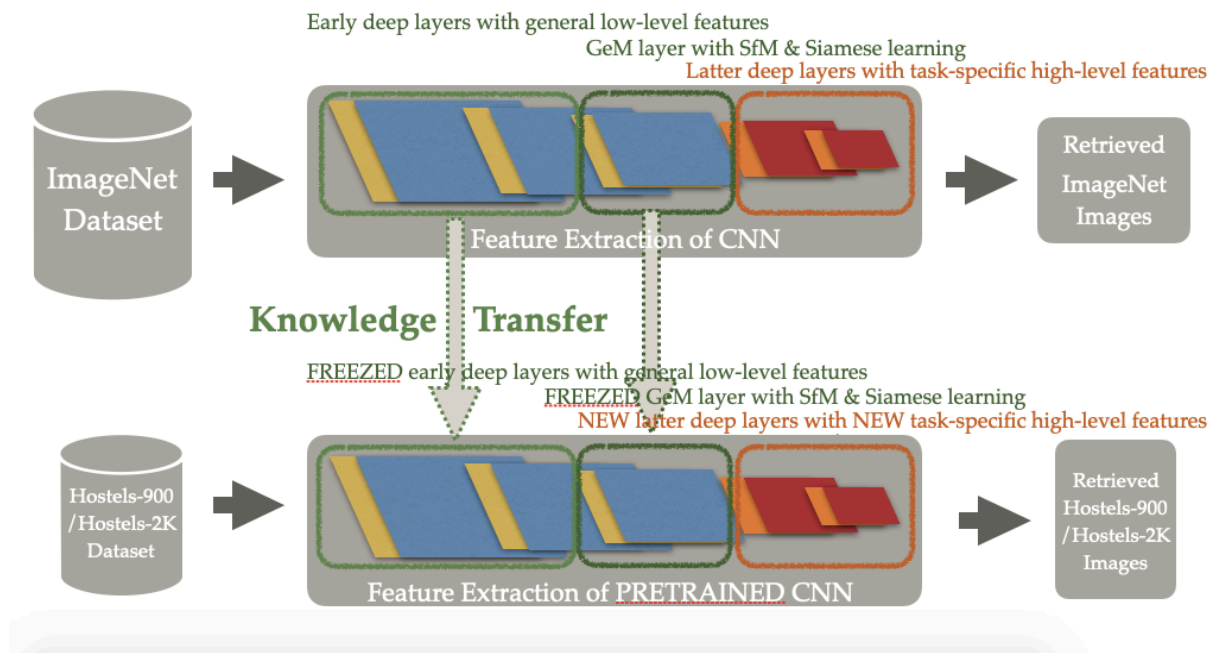 Early deep layers with general low-level features
GeM layer with SfM & Siamese learning
Latter deep layers with task-specific high-level features
ImageNet
Dataset
Feature Extraction of CNN
Retrieved
ImageNet
Images
Knowledge Transfer
FREEZED early deep layers with general low-level features
FREEZED GeM layer with SfM & Siamese learning
NEW latter deep layers with NEW task-specific high-level features
Hostels-900
/Hostels-2K
Dataset
Feature Extraction of PRETRAINED CNN
Retrieved
Hostels-900
/Hostels-2K
Images